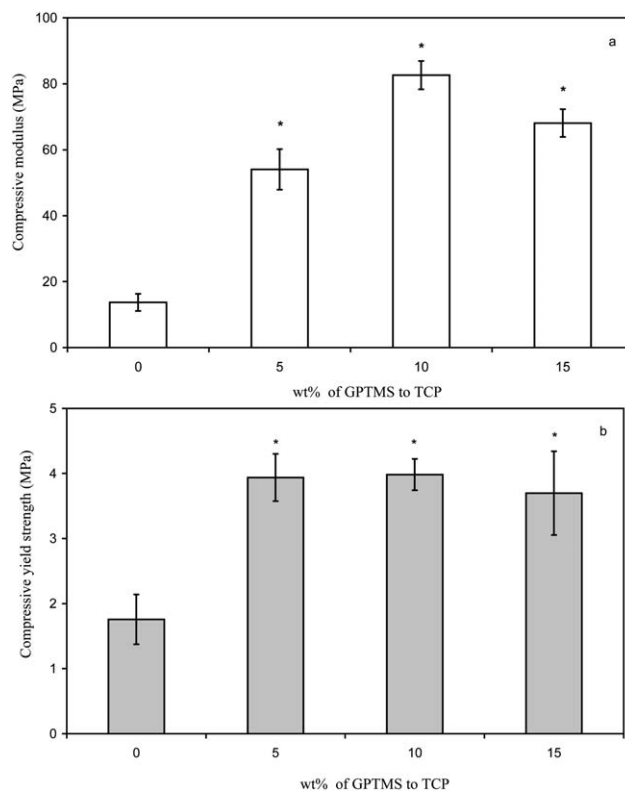 100
a
*
80
*
*
60
40
20
0
Compressive modulus (MPa)
0 5 10 15
wt% of GPTMS to TCP
5
b
* * *
4
3
2
1
0
Compressive yield strength (MPa)
0 5 10 15
wt% of GPTMS to TCP